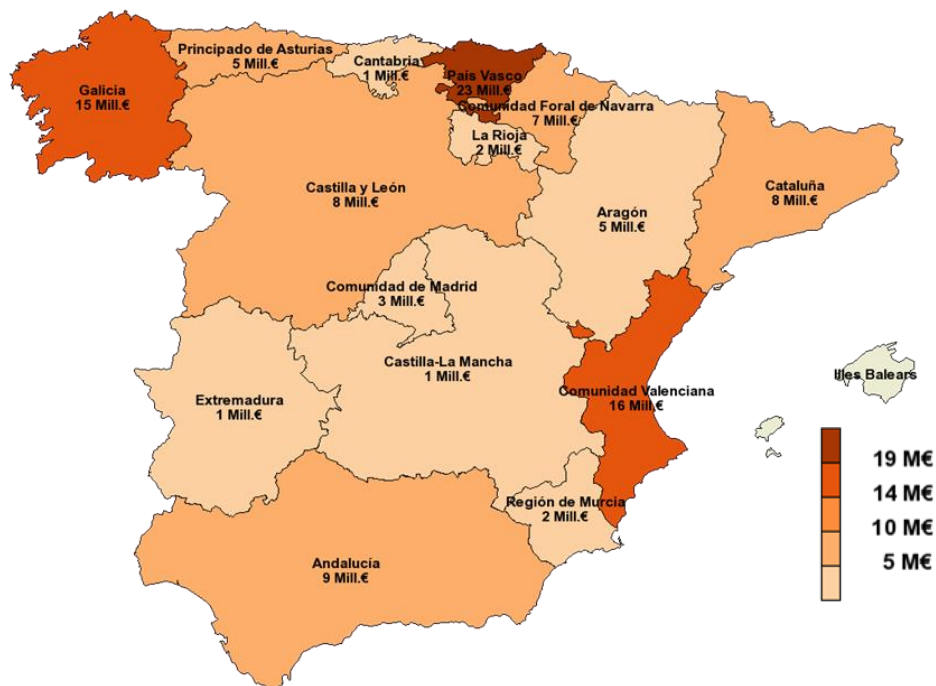 Principado de Asturias
5 Mill.€
Cantabria
1 Mill.€
País Vasco
23 Mill.€
Galicia
15 Mill.€
Comunidad Foral de Navarra
7 Mill.€
La Rioja
2 Mill.€
Castilla y León
8 Mill.€
Cataluña
8 Mill.€
Aragón
5 Mill.€
Comunidad de Madrid
3 Mill.€
Castilla-La Mancha
1 Mill.€
Illes Balears
Comunidad Valenciana
16 Mill.€
Extremadura
1 Mill.€
Región de Murcia
2 Mill.€
Andalucía
9 Mill.€
19 M€
14 M€
10 M€
5 M€